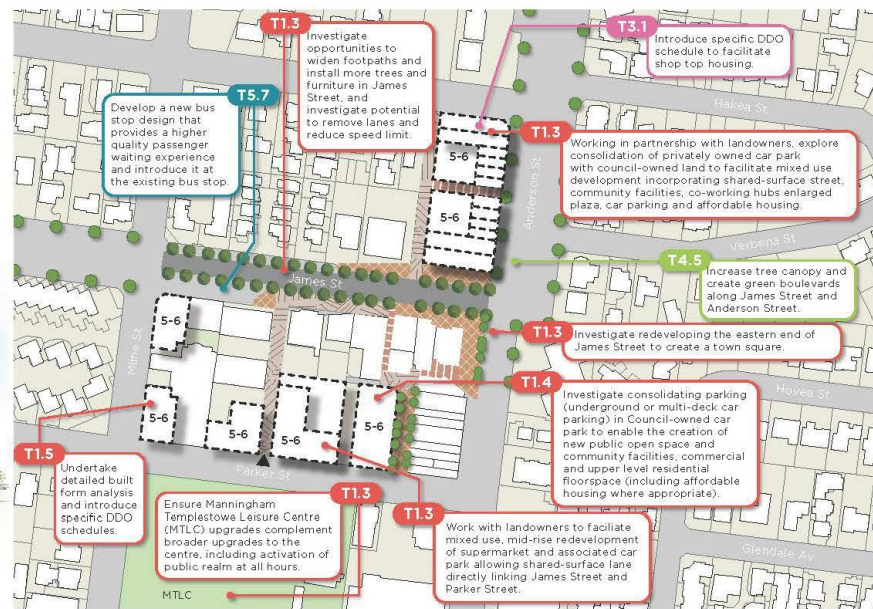 T1.3
Investigate
opportunities to
widen footpaths and
install more trees and
furniture in James
Street, and
investigate potential
to remove lanes and
reduce speed limit.
T3.1
Introduce specific DDO
schedule to facilitate
shop top housing.
Hakea St
T5.7
Develop a new bus
stop design that
provides a higher
quality passenger
waiting experience
and introduce it at
the existing bus stop.
T1.3
Working in partnership with landowners, explore
consolidation of privately owned car park
with council-owned land to facilitate mixed use
development incorporating shared-surface street,
community facilities, co-working hubs enlarged
plaza, car parking and affordable housing.
5-6
5-6
Anderson St
Verbena St
T4.5
Increase tree canopy and
create green boulevards
along James Street and
Anderson Street.
James St
T1.3
Investigate redeveloping the eastern end of
James Street to create a town square.
Milne St
5-6
5-6
5-6
5-6
5-6
Hovea St
T1.4
Investigate consolidating parking
(underground or multi-deck car
parking) in Council-owned car
park to enable the creation of
new public open space and
community facilities, commercial
and upper level residential
floorspace (including affordable
housing where appropriate).
T1.5
Undertake
detailed built
form analysis
and introduce
specific DDO
schedules.
Parker St
T1.3
Ensure Manningham
Templestowe Leisure Centre
(MTLC) upgrades complement
broader upgrades to the
centre, including activation of
public realm at all hours.
T1.3
Work with landowners to faciliate
mixed use, mid-rise redevelopment
of supermarket and associated car
park allowing shared-surface lane
directly linking James Street and
Parker Street.
Glendale Av
MTLC